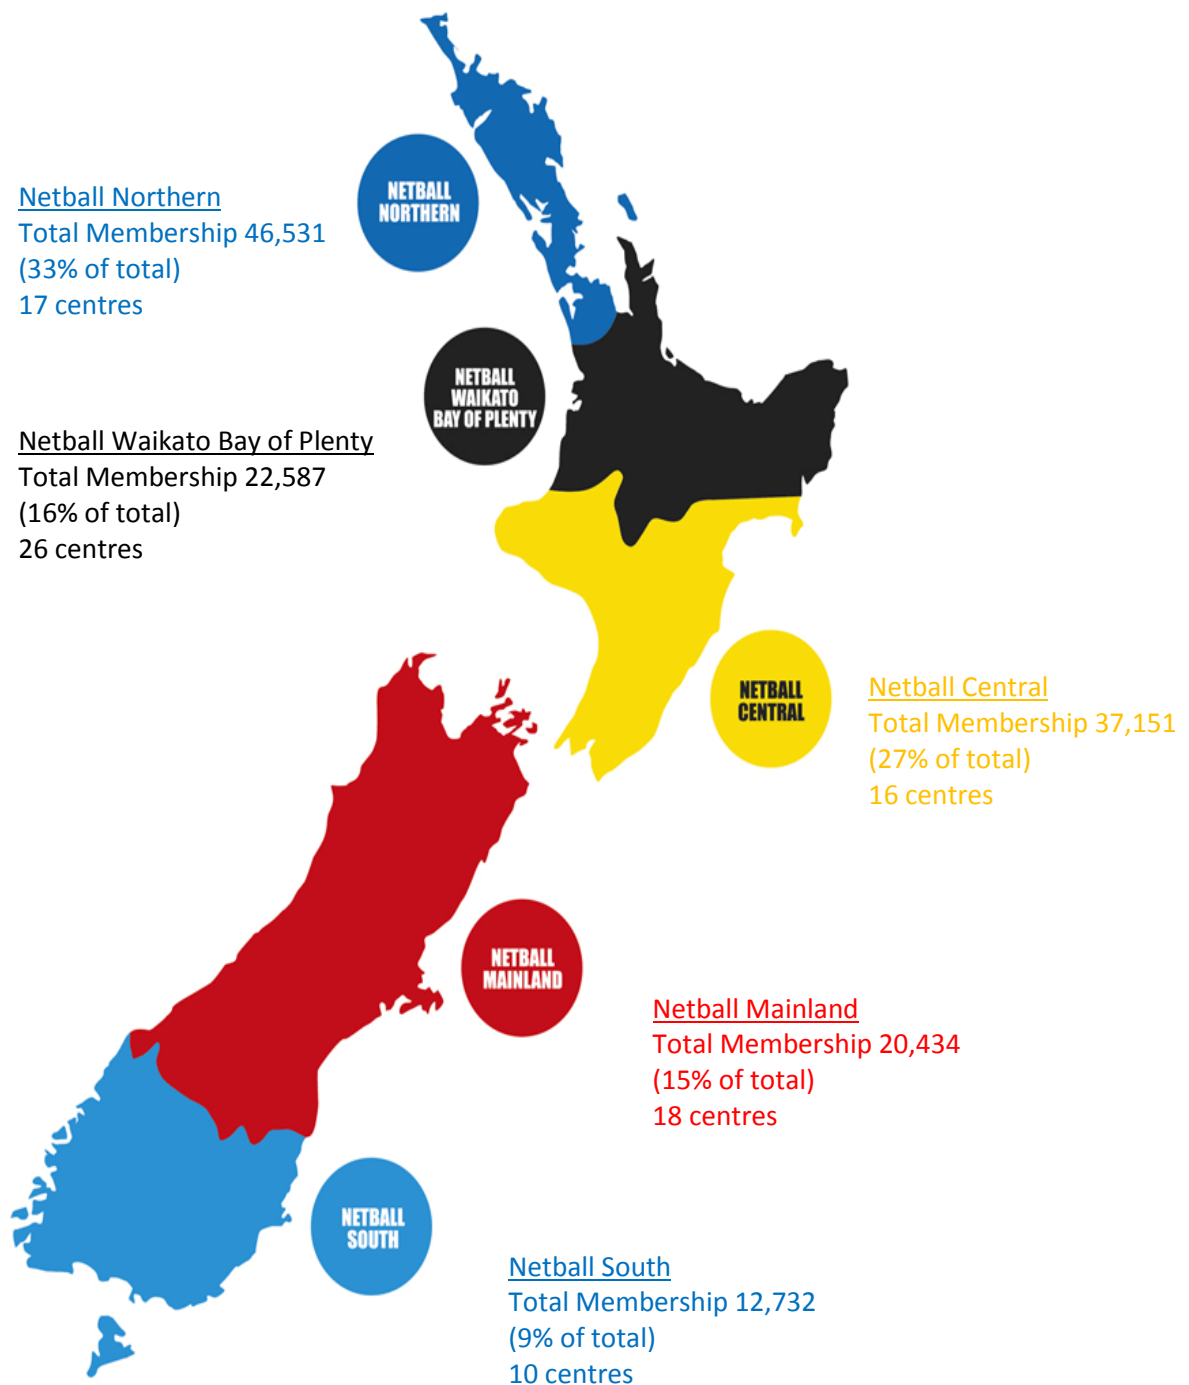 NETBALL
NORTHERN
Netball Northern
Total Membership 46,531
(33% of total)
17 centres
NETBALL
WAIKATO
BAY OF PLENTY
Netball Waikato Bay of Plenty
Total Membership 22,587
(16% of total)
26 centres
NETBALL
CENTRAL
Netball Central
Total Membership 37,151
(27% of total)
16 centres
NETBALL
MAINLAND
Netball Mainland
Total Membership 20,434
(15% of total)
18 centres
NETBALL
SOUTH
Netball South
Total Membership 12,732
(9% of total)
10 centres